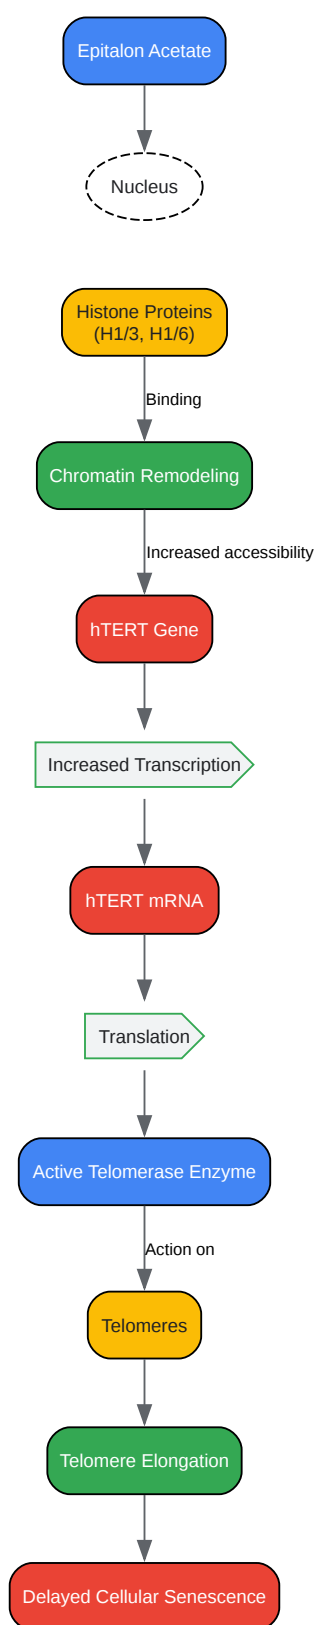 Epitalon Acetate
Nucleus
Histone Proteins
(H1/3, H1/6)
Binding
Chromatin Remodeling
Increased accessibility
hTERT Gene
Increased Transcription
hTERT mRNA
Translation
Active Telomerase Enzyme
Action on
Telomeres
Telomere Elongation
Delayed Cellular Senescence